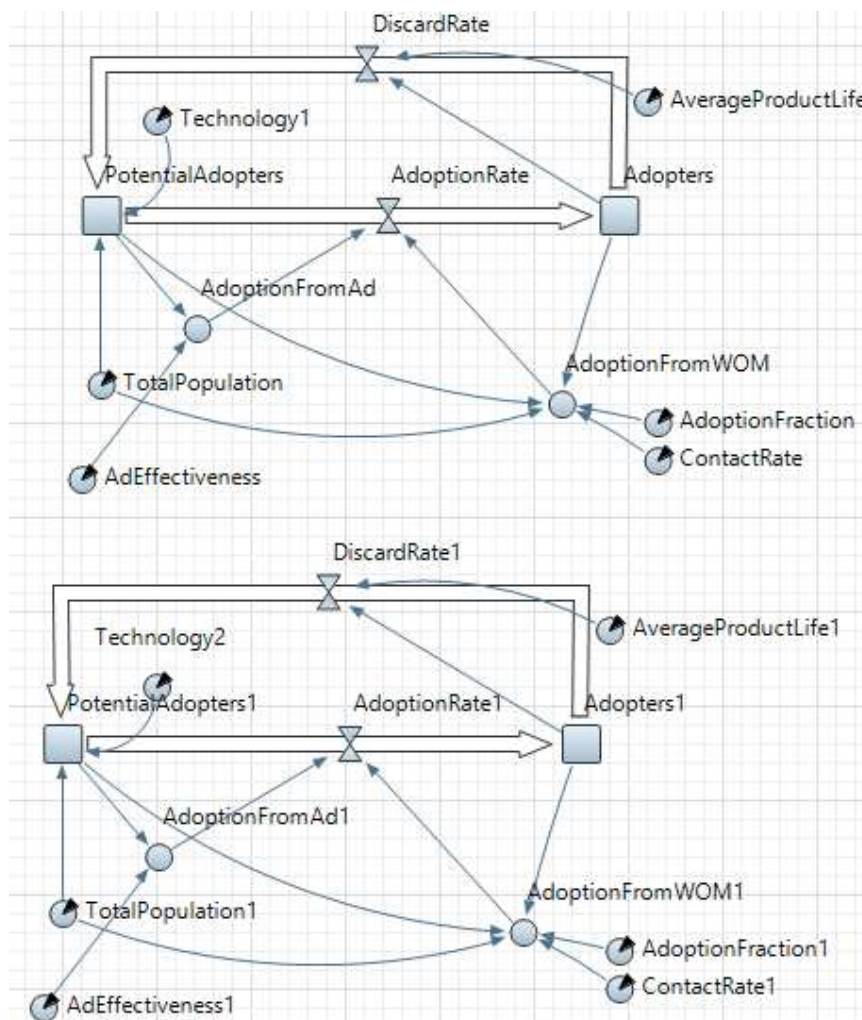 DiscardRate
AverageProductLife
Technology1
PotentialAdopters
AdoptionRate
Adopters
AdoptionFromAd
AdoptionFromWOM
TotalPopulation
AdoptionFraction
ContactRate
AdEffectiveness
DiscardRate1
AverageProductLife1
Technology2
PotentialAdopters1
AdoptionRate1
Adopters1
AdoptionFromAd1
AdoptionFromWOM1
TotalPopulation1
AdoptionFraction1
ContactRate1
AdEffectiveness1